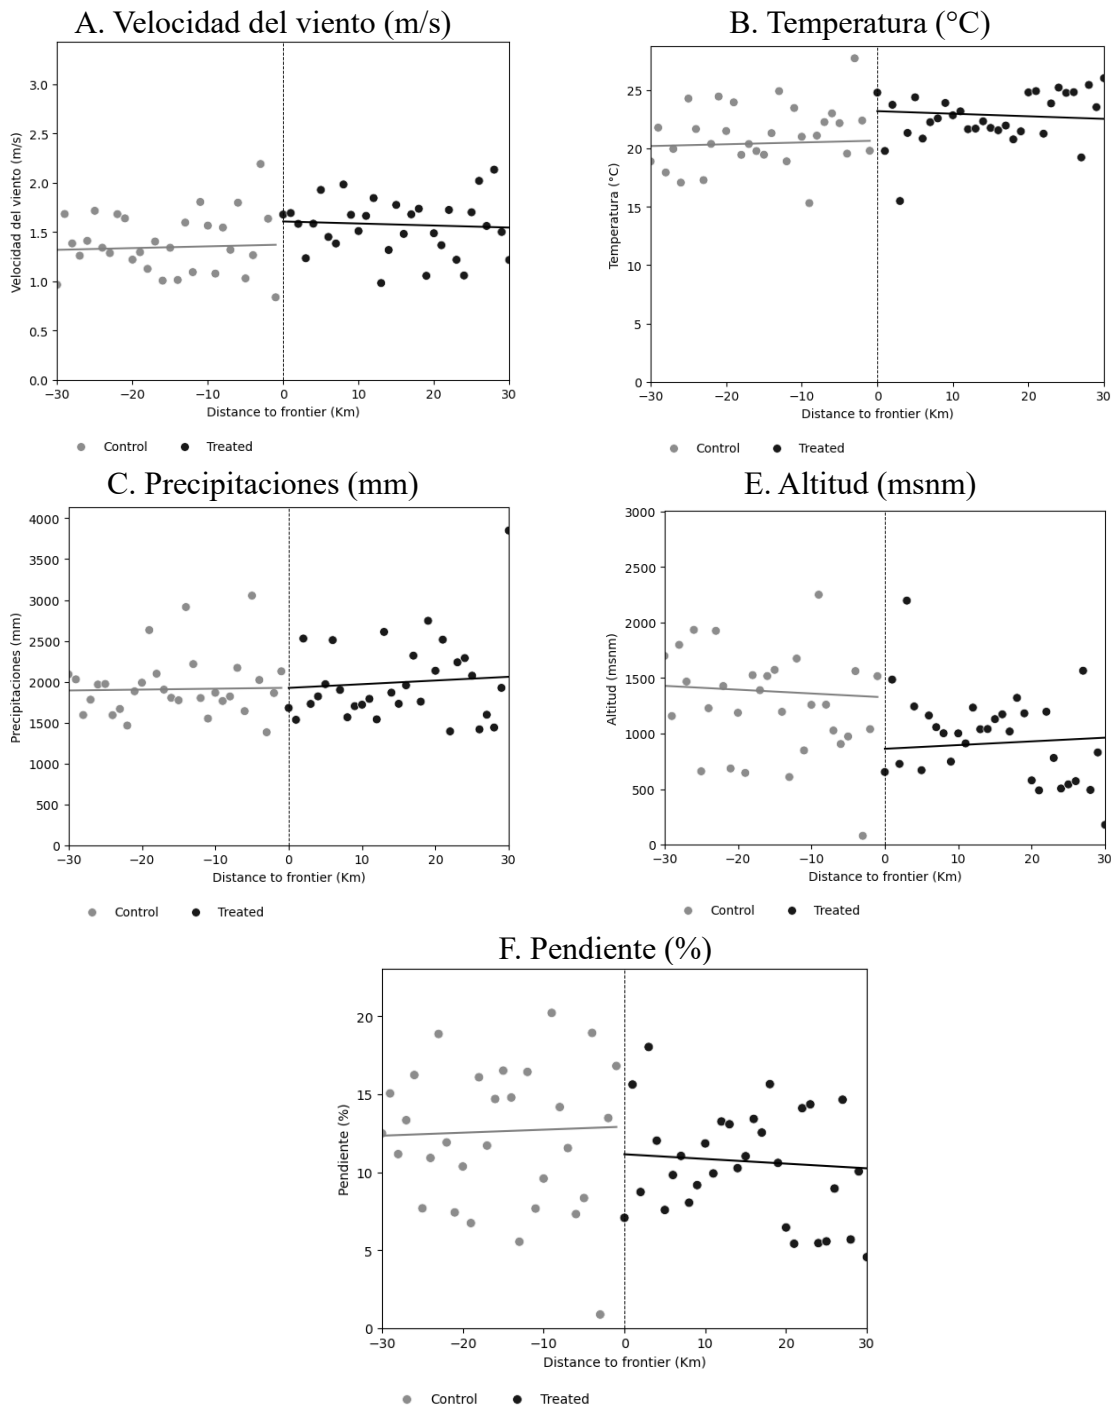 A. Velocidad del viento (m/s)
3.0
2.5
2.0
1.5
1.0
0.5
0.0
Velocidad del viento (m/s)
−30 −20 −10 0 10 20 30
Distance to frontier (Km)
Control Treated
B. Temperatura (°C)
25
20
15
10
5
0
Temperatura (°C)
−30 −20 −10 0 10 20 30
Distance to frontier (Km)
Control Treated
C. Precipitaciones (mm)
4000
3500
3000
2500
2000
1500
1000
500
0
Precipitaciones (mm)
−30 −20 −10 0 10 20 30
Distance to frontier (Km)
Control Treated
E. Altitud (msnm)
3000
2500
2000
1500
1000
500
0
Altitud (msnm)
−30 −20 −10 0 10 20 30
Distance to frontier (Km)
Control Treated
F. Pendiente (%)
20
15
10
5
0
Pendiente (%)
−30 −20 −10 0 10 20 30
Distance to frontier (Km)
Control Treated